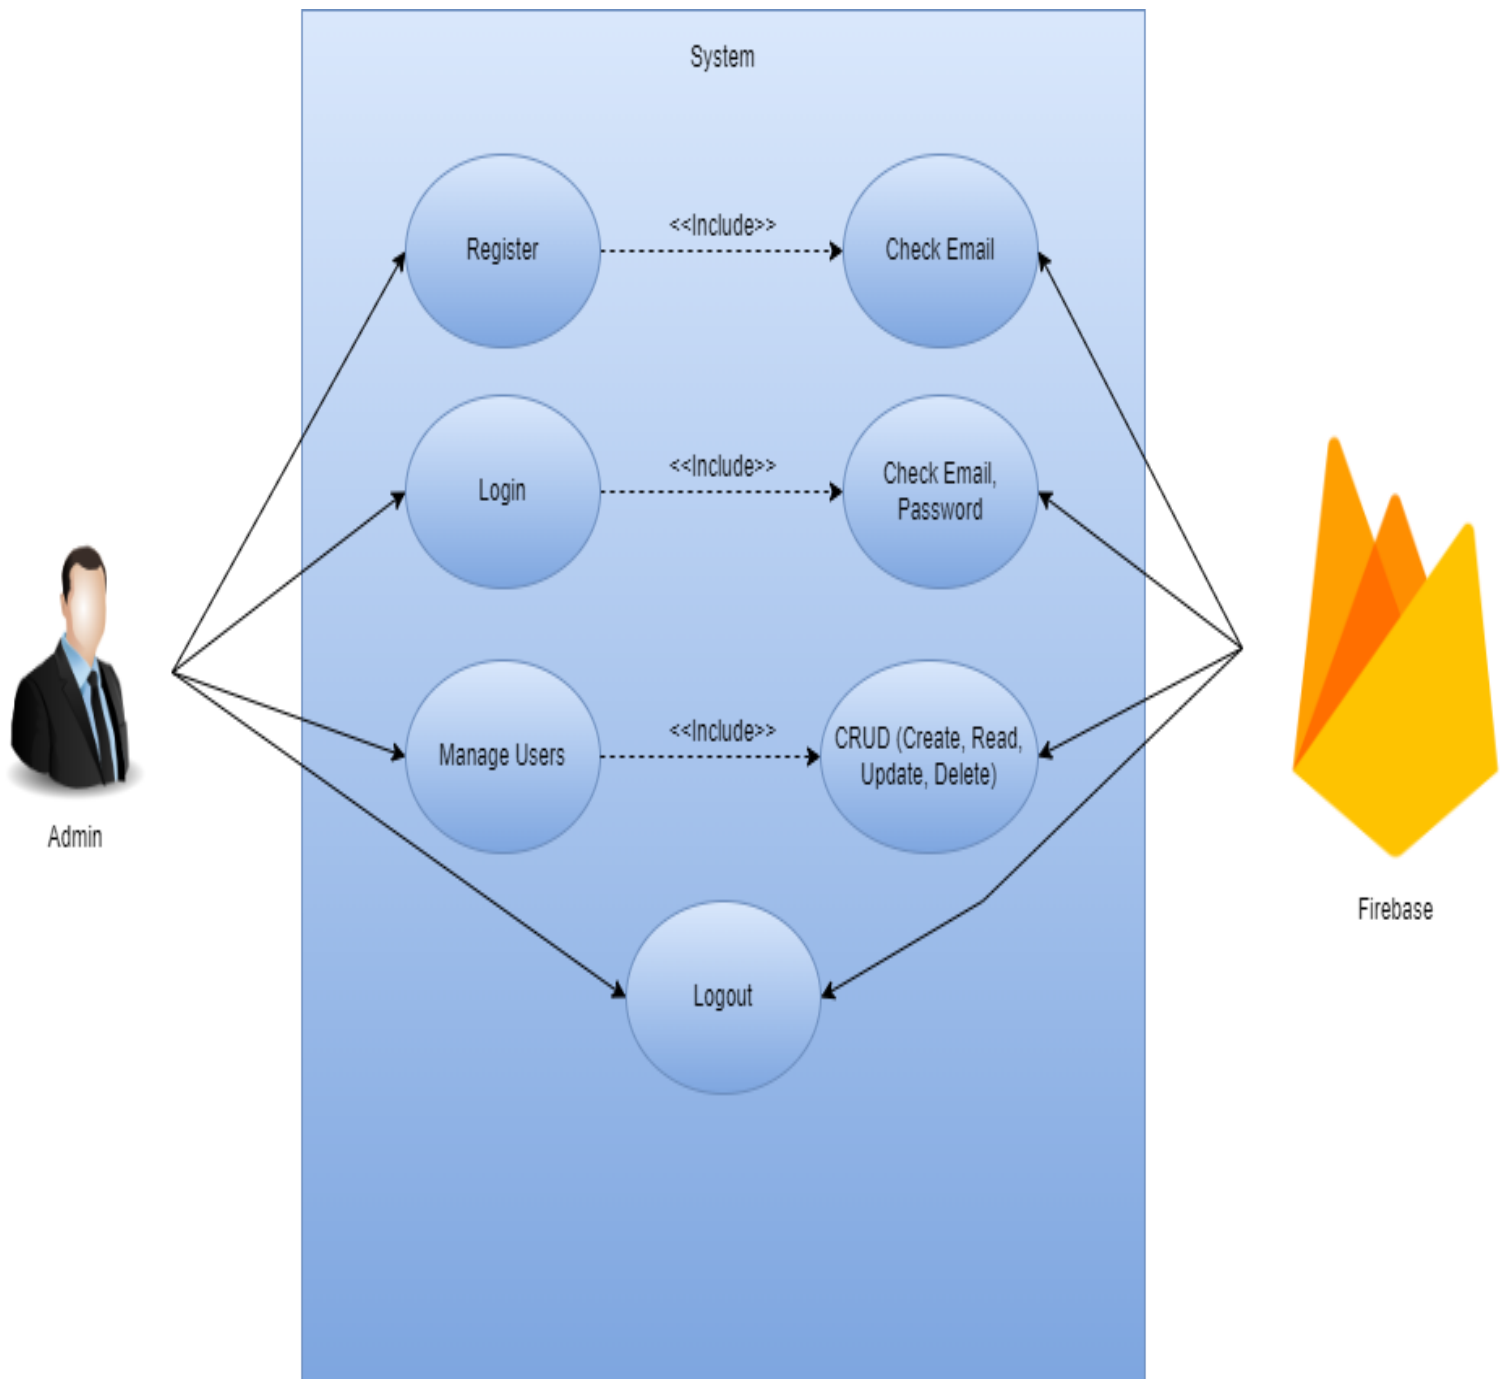 System
Register
<<Include>>
Check Email
Login
<<Include>>
Check Email,
Password
Manage Users
<<Include>>
CRUD (Create, Read,
Update, Delete)
Admin
Firebase
Logout